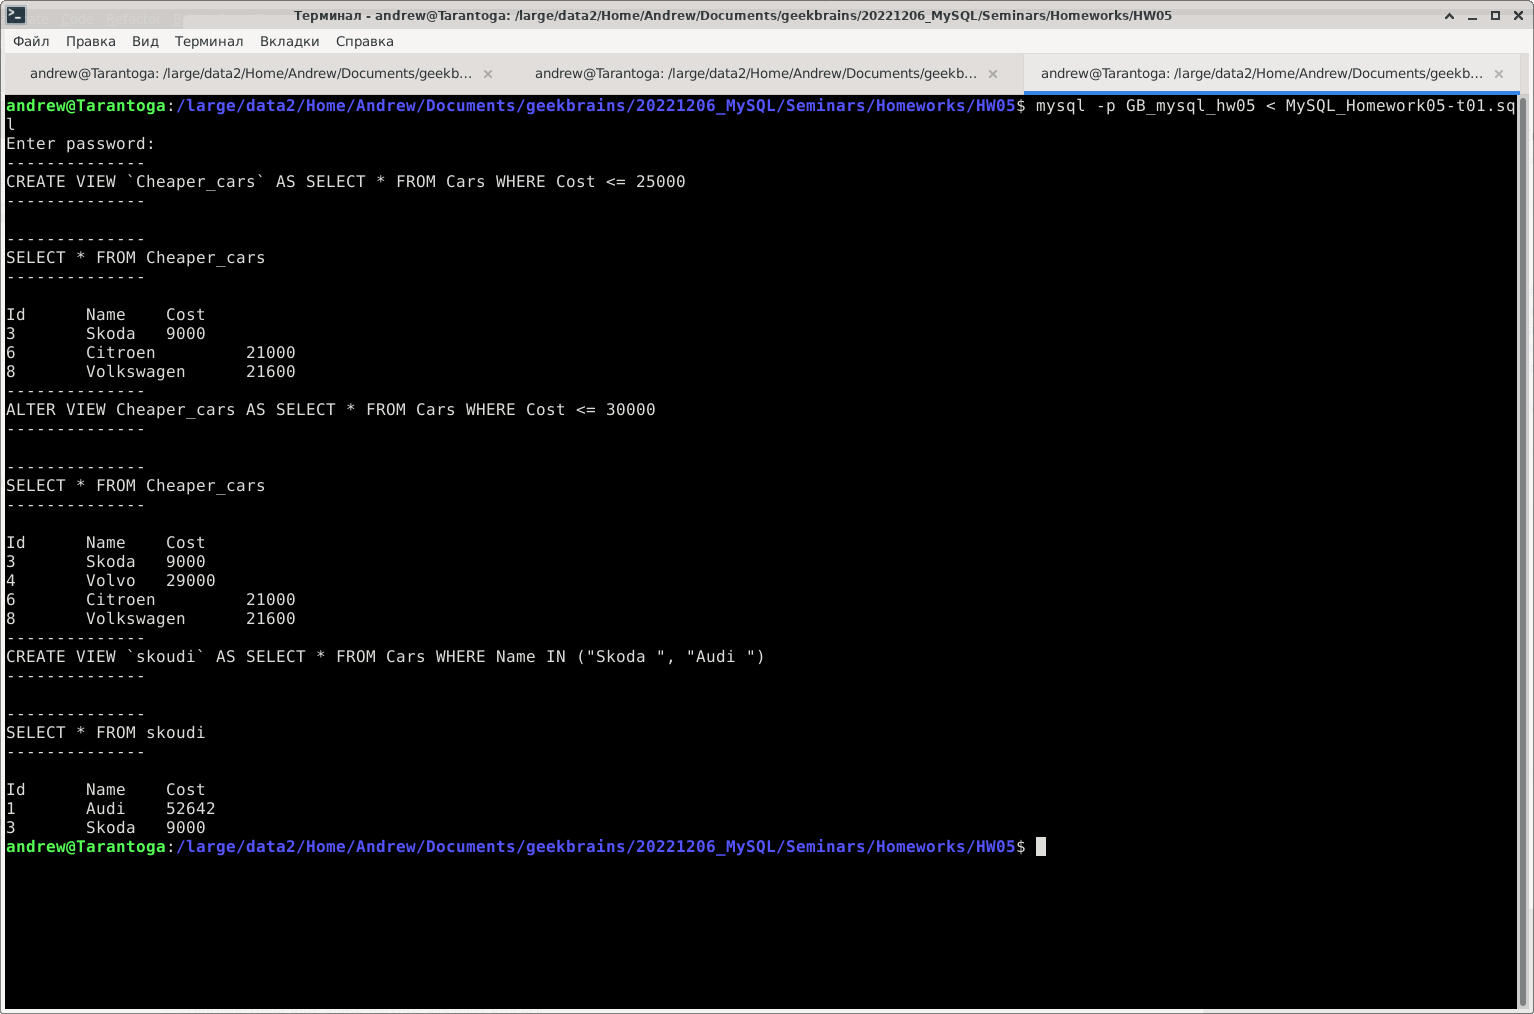 Терминал - andrew@Tarantoga: /large/data2/Home/Andrew/Documents/geekbrains/20221206_MySQL/Seminars/Homeworks/HW05
Файл Правка Вид Терминал Вкладки Справка
andrew@Tarantoga: /large/data2/Home/Andrew/Documents/geekb... andrew@Tarantoga: /large/data2/Home/Andrew/Documents/geekb... andrew@Tarantoga: /large/data2/Home/Andrew/Documents/geekb...
andrew@Tarantoga:/large/data2/Home/Andrew/Documents/geekbrains/20221206_MySQL/Seminars/Homeworks/HW05$ mysql -p GB_mysql_hw05 < MySQL_Homework05-t01.sq
l
Enter password:
--------------
CREATE VIEW `Cheaper_cars` AS SELECT * FROM Cars WHERE Cost <= 25000
--------------

--------------
SELECT * FROM Cheaper_cars
--------------

Id	Name	Cost
3	Skoda	9000
6	Citroen	21000
8	Volkswagen	21600
--------------
ALTER VIEW Cheaper_cars AS SELECT * FROM Cars WHERE Cost <= 30000
--------------

--------------
SELECT * FROM Cheaper_cars
--------------

Id	Name	Cost
3	Skoda	9000
4	Volvo	29000
6	Citroen	21000
8	Volkswagen	21600
--------------
CREATE VIEW `skoudi` AS SELECT * FROM Cars WHERE Name IN ("Skoda ", "Audi ")
--------------

--------------
SELECT * FROM skoudi
--------------

Id	Name	Cost
1	Audi	52642
3	Skoda	9000
andrew@Tarantoga:/large/data2/Home/Andrew/Documents/geekbrains/20221206_MySQL/Seminars/Homeworks/HW05$